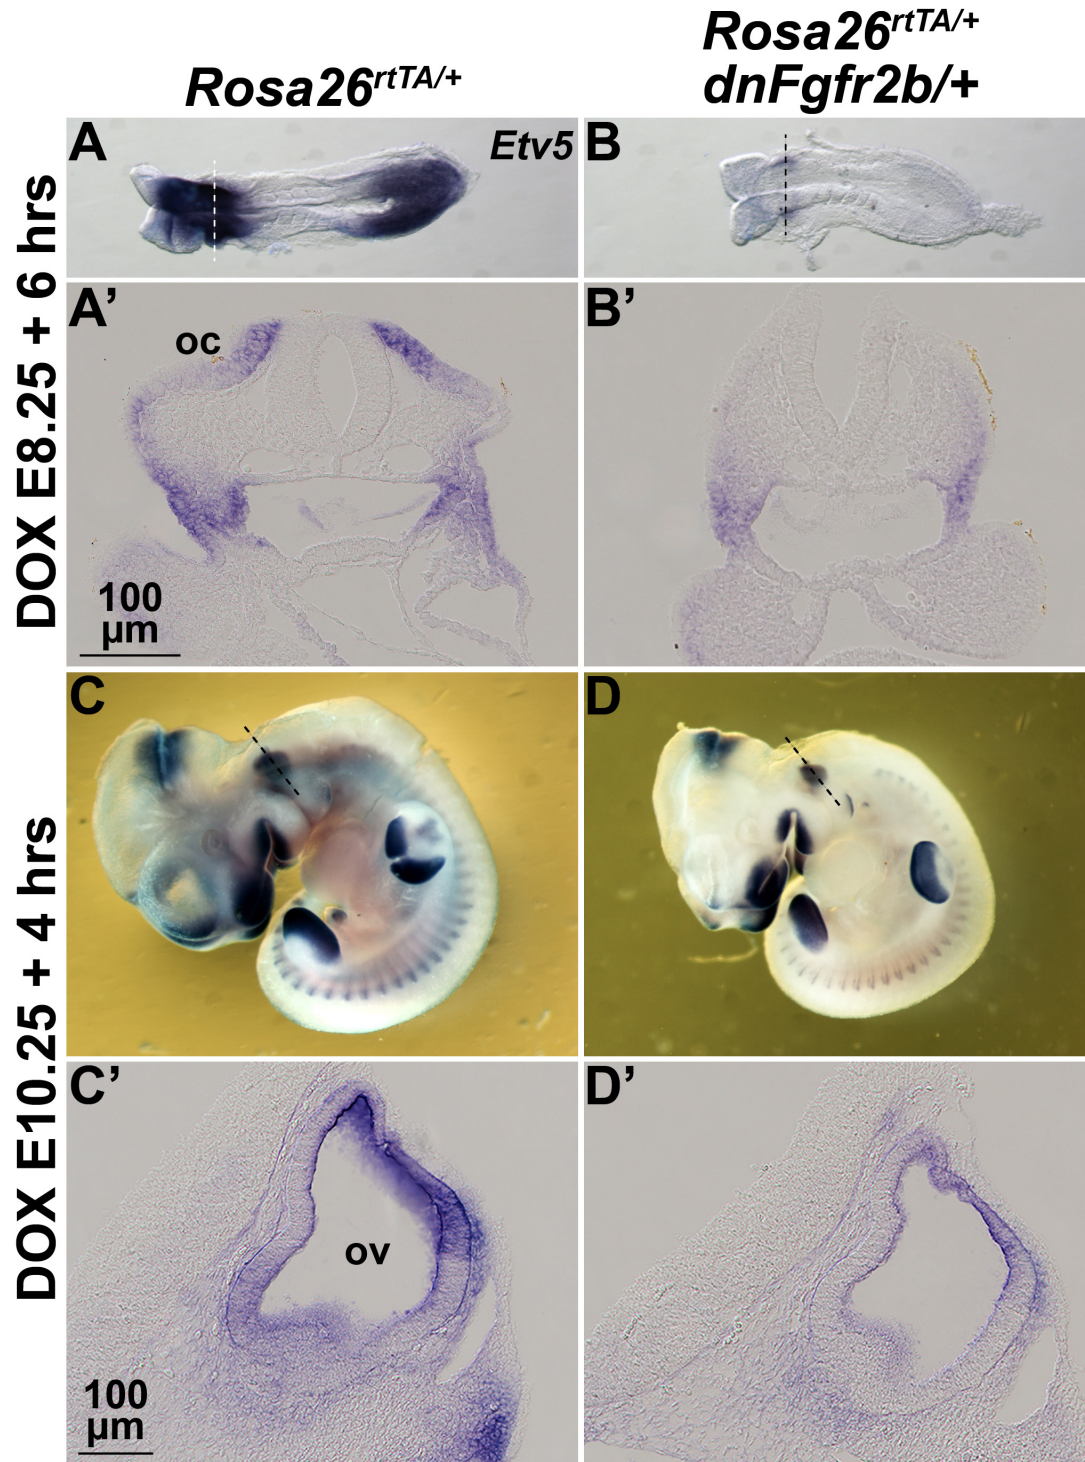 Rosa26rtTA/+
Rosa26rtTA/+
dnFgfr2b/+
DOX E8.25 + 6 hrs
A
Etv5
B
A’
oc
100
µm
B’
DOX E10.25 + 4 hrs
C
D
C’
ov
100
µm
D’